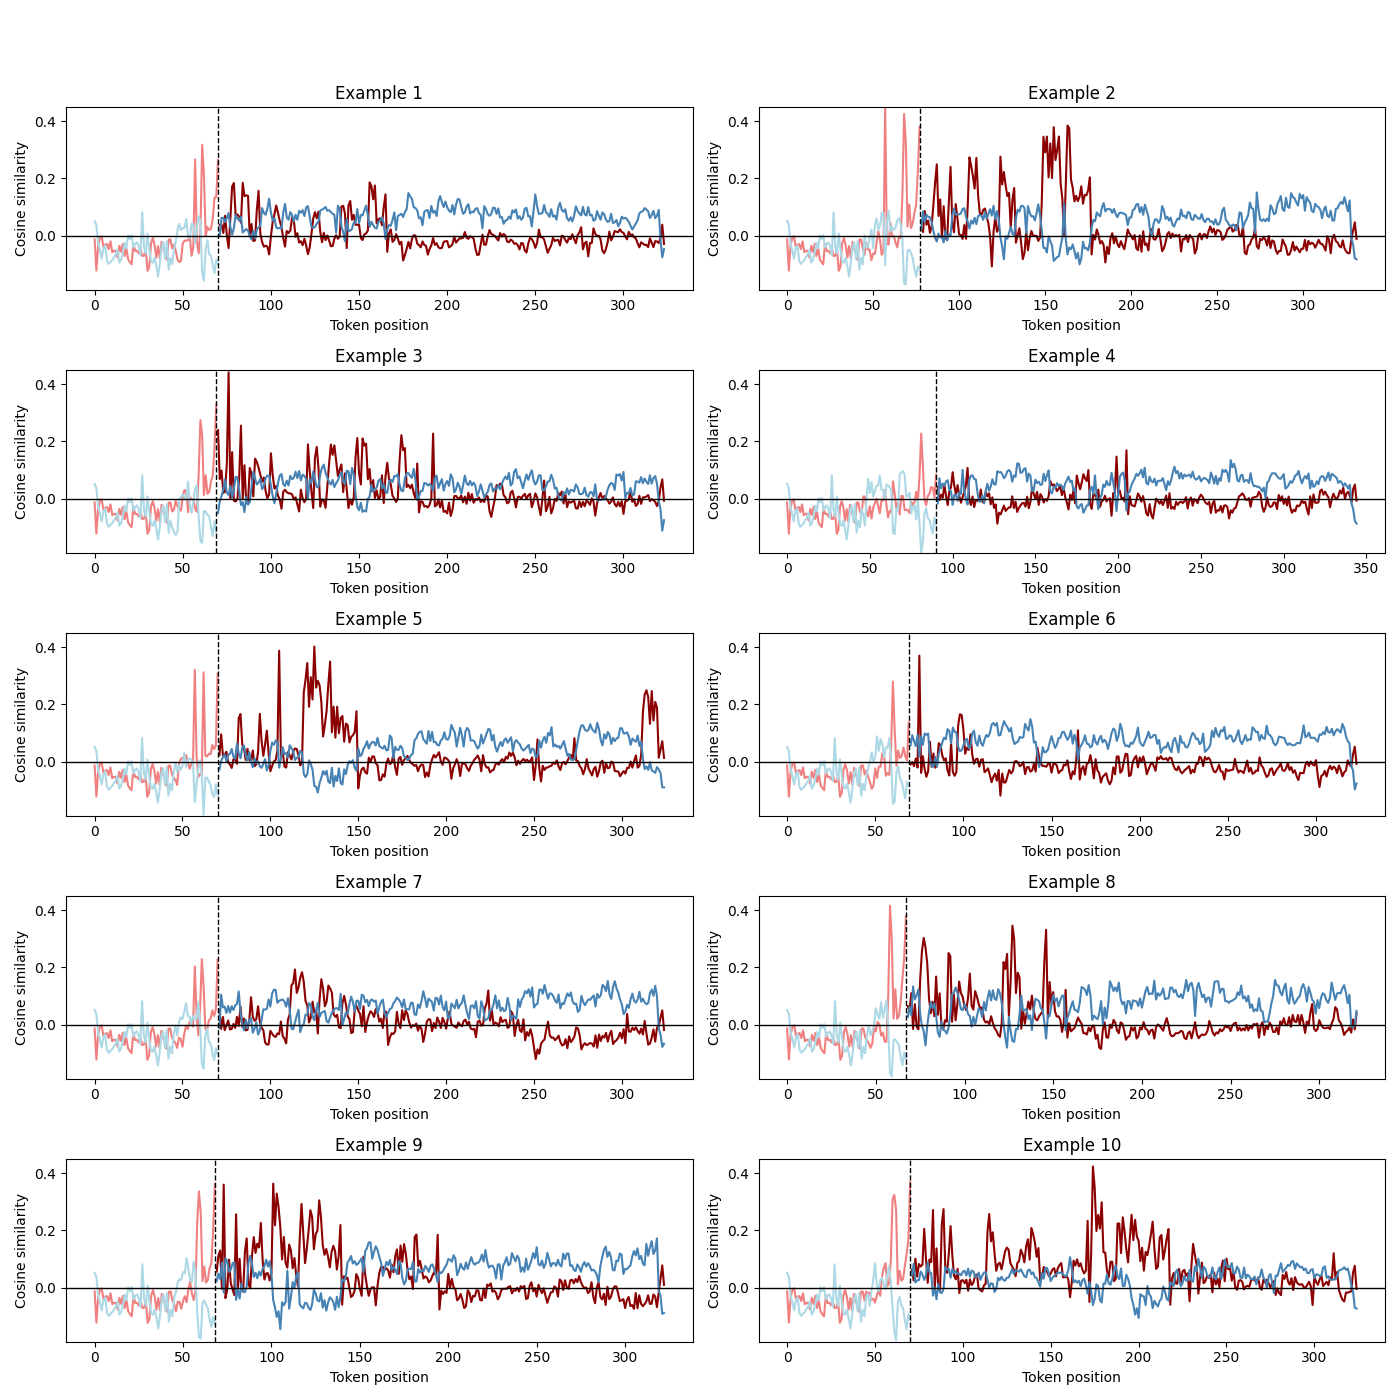 Example 1
Cosine similarity
0.4
0.2
0.0
0 50 100 150 200 250 300
Token position
Example 2
Cosine similarity
0.4
0.2
0.0
0 50 100 150 200 250 300
Token position
Example 3
Cosine similarity
0.4
0.2
0.0
0 50 100 150 200 250 300
Token position
Example 4
Cosine similarity
0.4
0.2
0.0
0 50 100 150 200 250 300 350
Token position
Example 5
Cosine similarity
0.4
0.2
0.0
0 50 100 150 200 250 300
Token position
Example 6
Cosine similarity
0.4
0.2
0.0
0 50 100 150 200 250 300
Token position
Example 7
Cosine similarity
0.4
0.2
0.0
0 50 100 150 200 250 300
Token position
Example 8
Cosine similarity
0.4
0.2
0.0
0 50 100 150 200 250 300
Token position
Example 9
Cosine similarity
0.4
0.2
0.0
0 50 100 150 200 250 300
Token position
Example 10
Cosine similarity
0.4
0.2
0.0
0 50 100 150 200 250 300
Token position